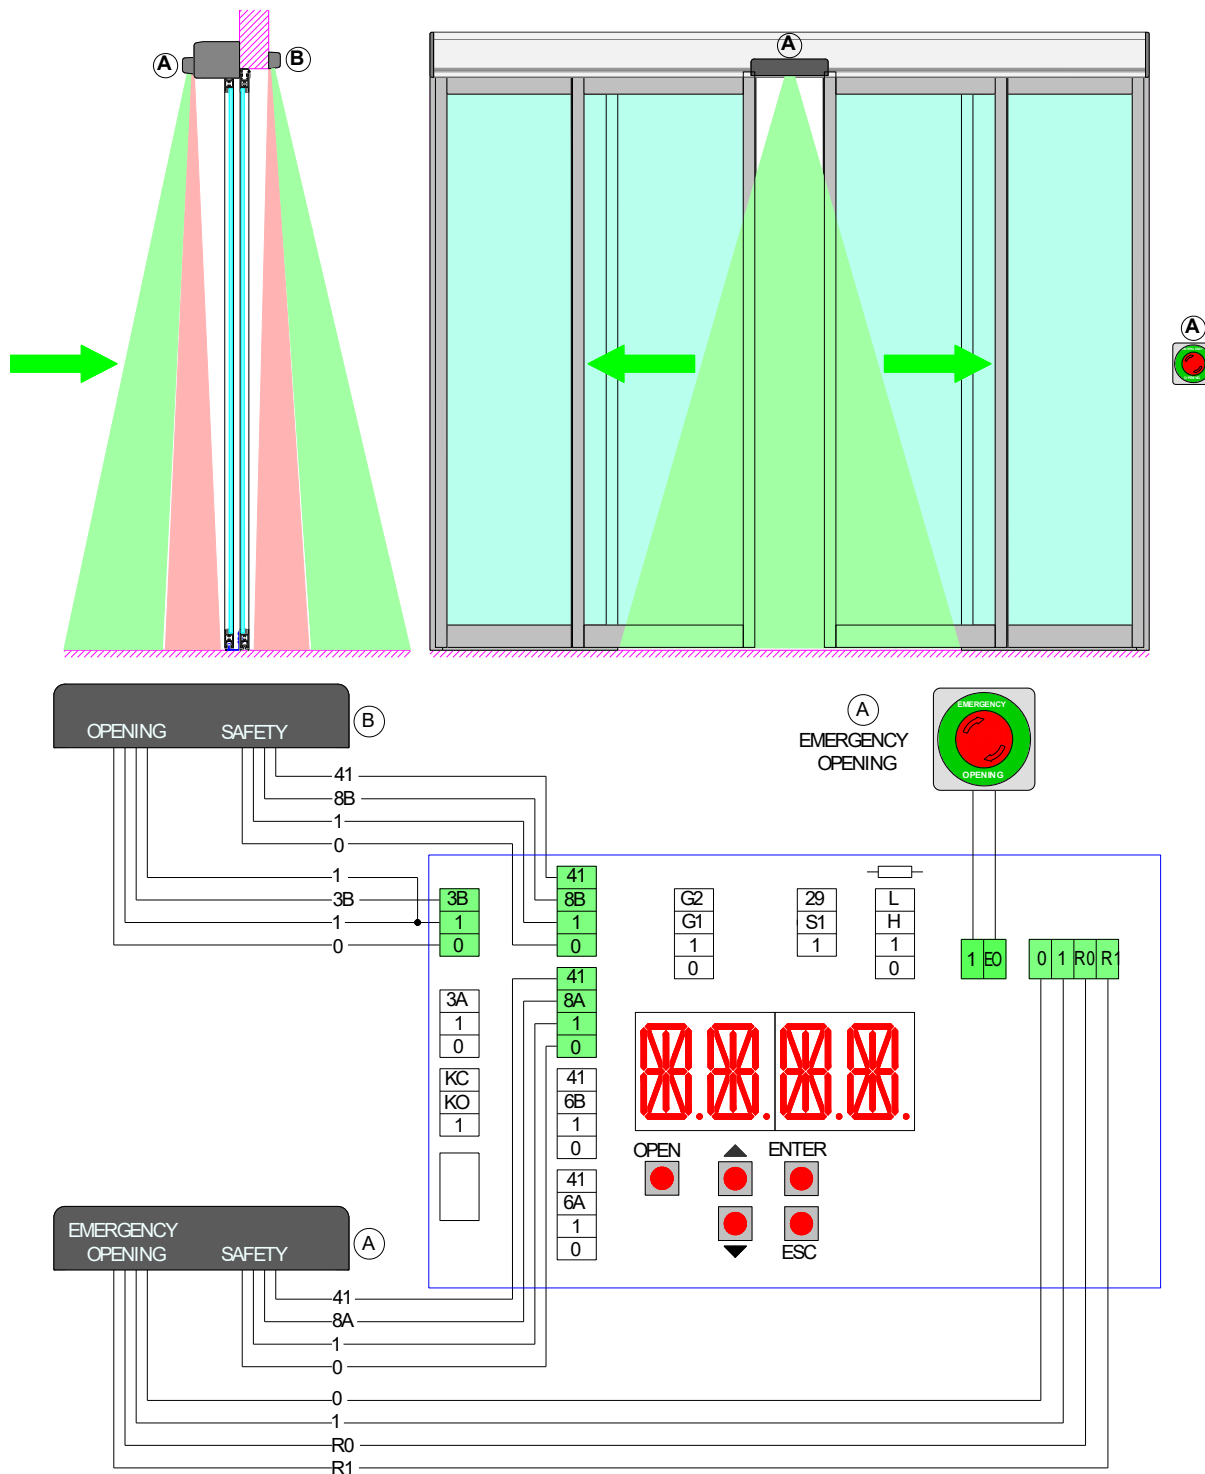 A
B
A
A
OPENING SAFETY
B
41
8B
1
0
1
3B
1
0
A
EMERGENCY
OPENING
EMERGENCY
OPENING
3B
1
0
41
8B
1
0
G2
G1
1
0
29
S1
1
L
H
1
0
1 EO
0 1 R0 R1
3A
1
0
41
8A
1
0
KC
KO
1
41
6B
1
0
41
6A
1
0
OPEN
ENTER
ESC
EMERGENCY
OPENING SAFETY
A
41
8A
1
0
0
1
R0
R1